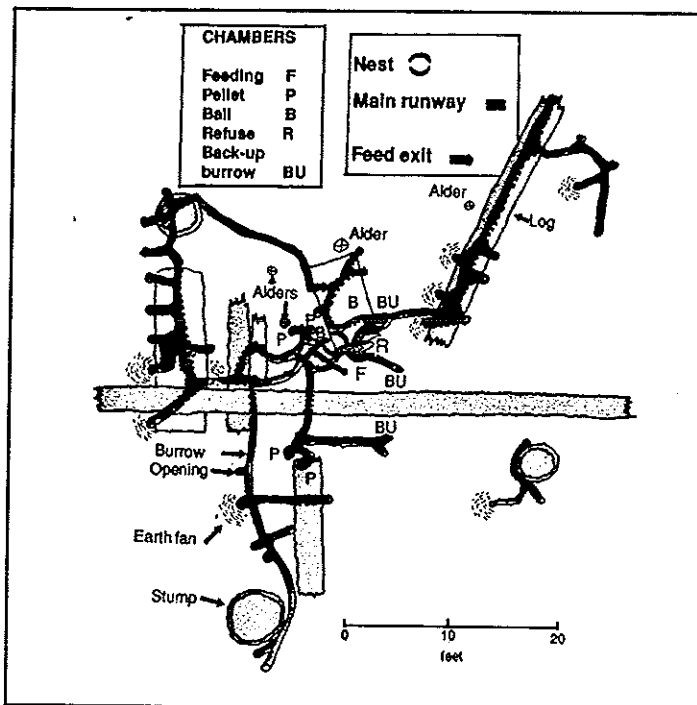 CHAMBERS
Feeding F
Pellet P
Ball B
Refuse R
Back-up
burrow BU
Nest
Main runway
Feed exit
Alder
Log
Alder
Alders
B
BU
P
B
R
F
BU
BU
P
P
Burrow
Opening
Earth fan
Stump
0 10 20
feet